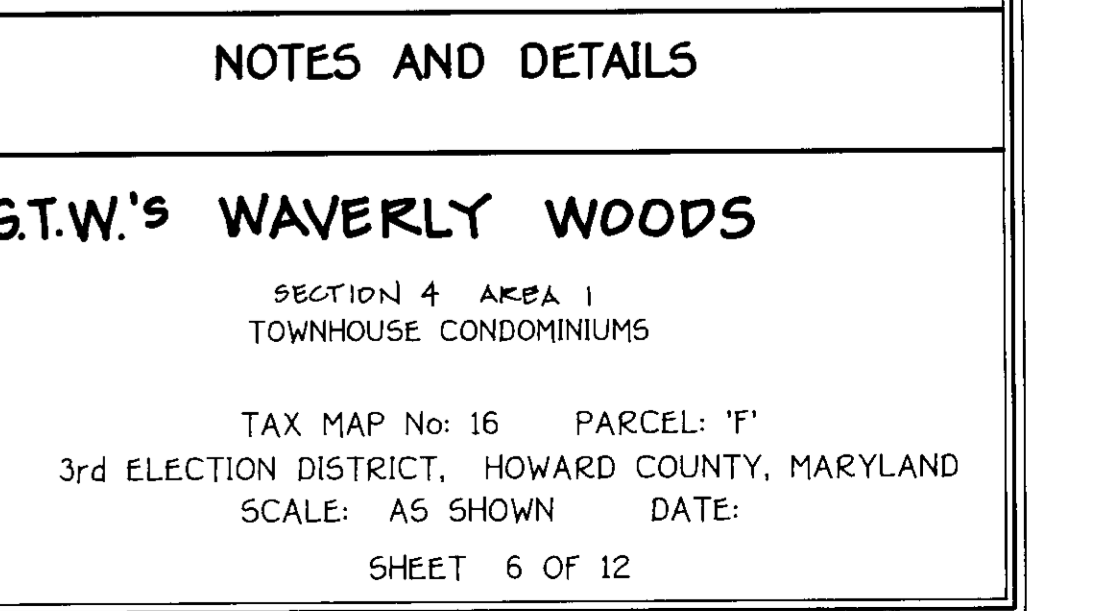 NOTES AND DETAILS
G.T.W.'s WAVERLY WOODS
SECTION 4 AREA 1
TOWNHOUSE CONDOMINIUMS
TAX MAP No: 16 PARCEL: 'F'
3rd ELECTION DISTRICT, HOWARD COUNTY, MARYLAND
SCALE: AS SHOWN DATE:
SHEET 6 OF 12